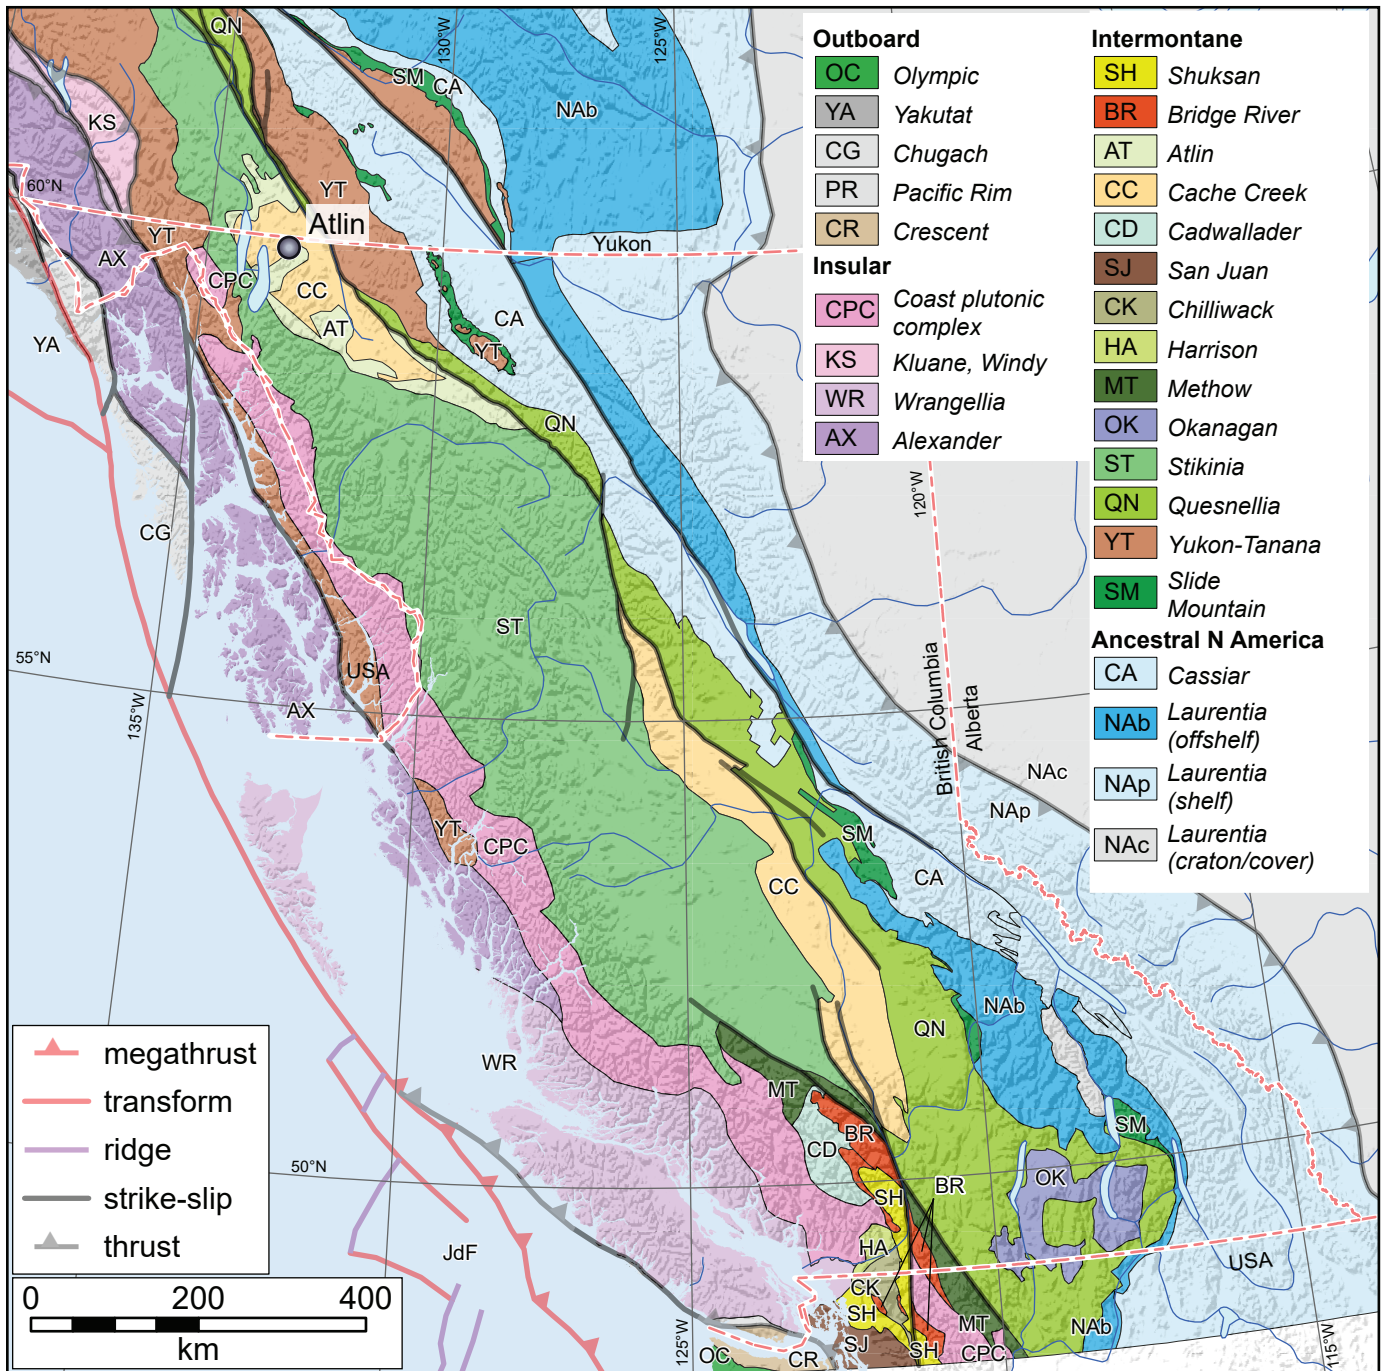 QN
130°W
125°W
SM
CA
NAb
KS
60°N
YT
Atlin
Yukon
YT
AX
CPC
CC
AT
CA
YT
YA
QN
CG
120°W
ST
55°N
USA
135°W
AX
British Columbia
Alberta
NAc
NAp
SM
YT
CPC
CC
CA
NAb
QN
WR
MT
SM
BR
CD
50°N
OK
SH
BR
HA
JdF
USA
CK
SH
MT
NAb
SJ
SH
CPC
OC
CR
125°W
115°W
Outboard
OC Olympic
YA Yakutat
CG Chugach
PR Pacific Rim
CR Crescent
Insular
CPC Coast plutonic
complex
KS Kluane, Windy
WR Wrangellia
AX Alexander
Intermontane
SH Shuksan
BR Bridge River
AT Atlin
CC Cache Creek
CD Cadwallader
SJ San Juan
CK Chilliwack
HA Harrison
MT Methow
OK Okanagan
ST Stikinia
QN Quesnellia
YT Yukon-Tanana
SM Slide
Mountain
Ancestral N America
CA Cassiar
NAb Laurentia
(offshelf)
NAp Laurentia
(shelf)
NAc Laurentia
(craton/cover)
megathrust
transform
ridge
strike-slip
thrust
0 200 400
km